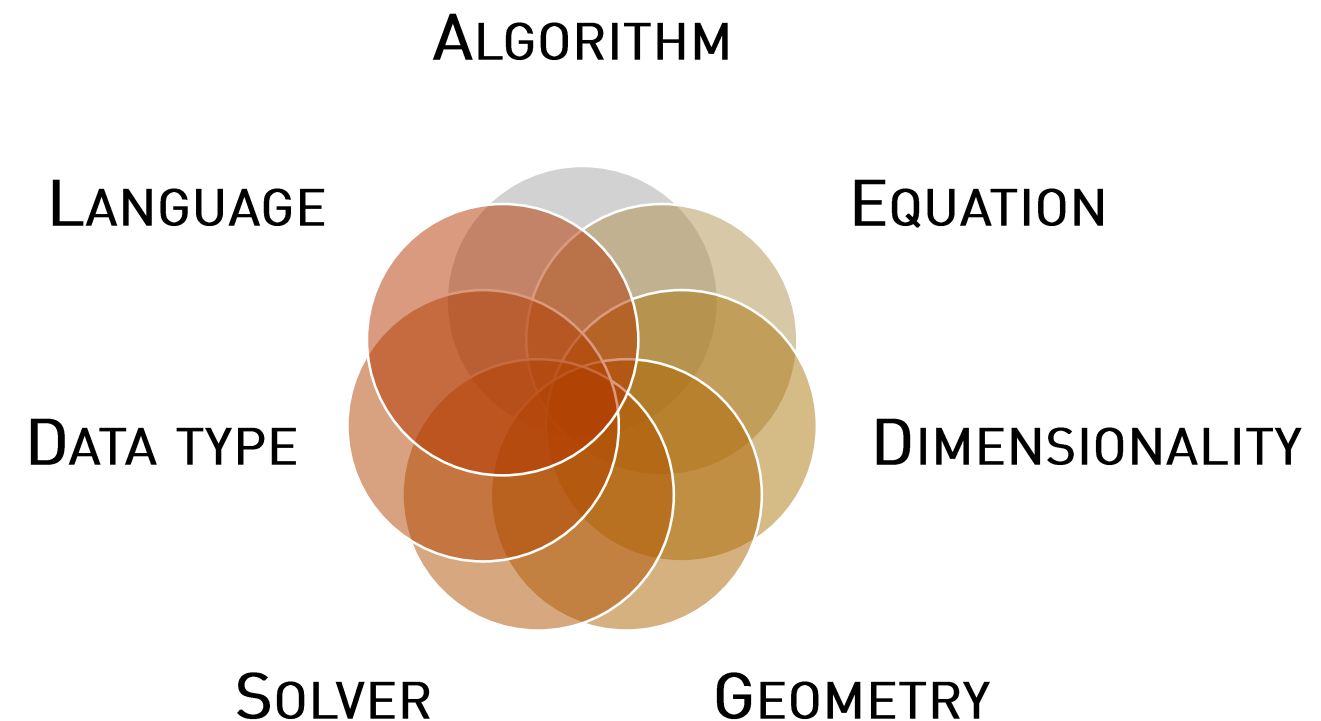 ALGORITHM
LANGUAGE
EQUATION
DATA TYPE
DIMENSIONALITY
SOLVER
GEOMETRY